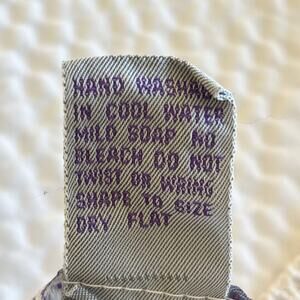 HAND WASHABLE
IN COOL WATER
MILD SOAP NO
BLEACH DO NOT
TWIST OR WRING
SHAPE TO SIZE
DRY FLAT